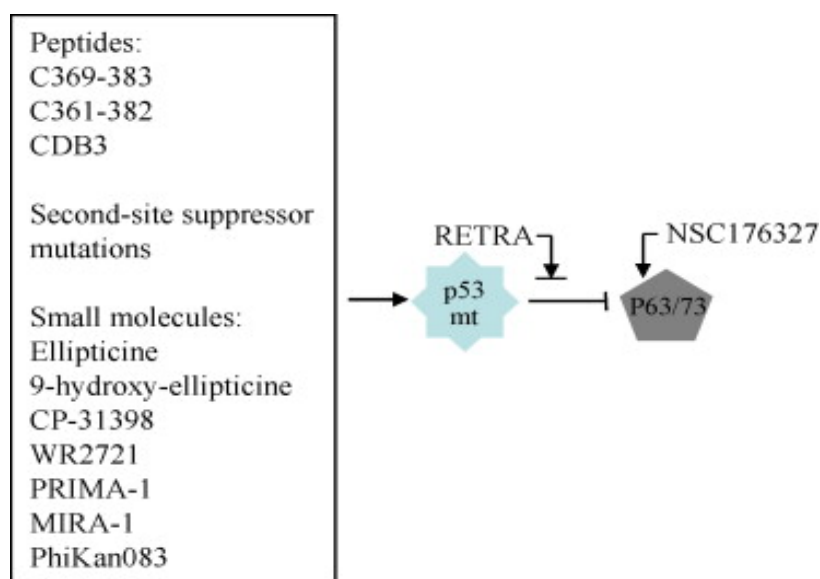 Peptides:
C369-383
C361-382
CDB3
Second-site suppressor
mutations
Small molecules:
Ellipticine
9-hydroxy-ellipticine
CP-31398
WR2721
PRIMA-1
MIRA-1
PhiKan083
RETRA
NSC176327
p53
mt
P63/73